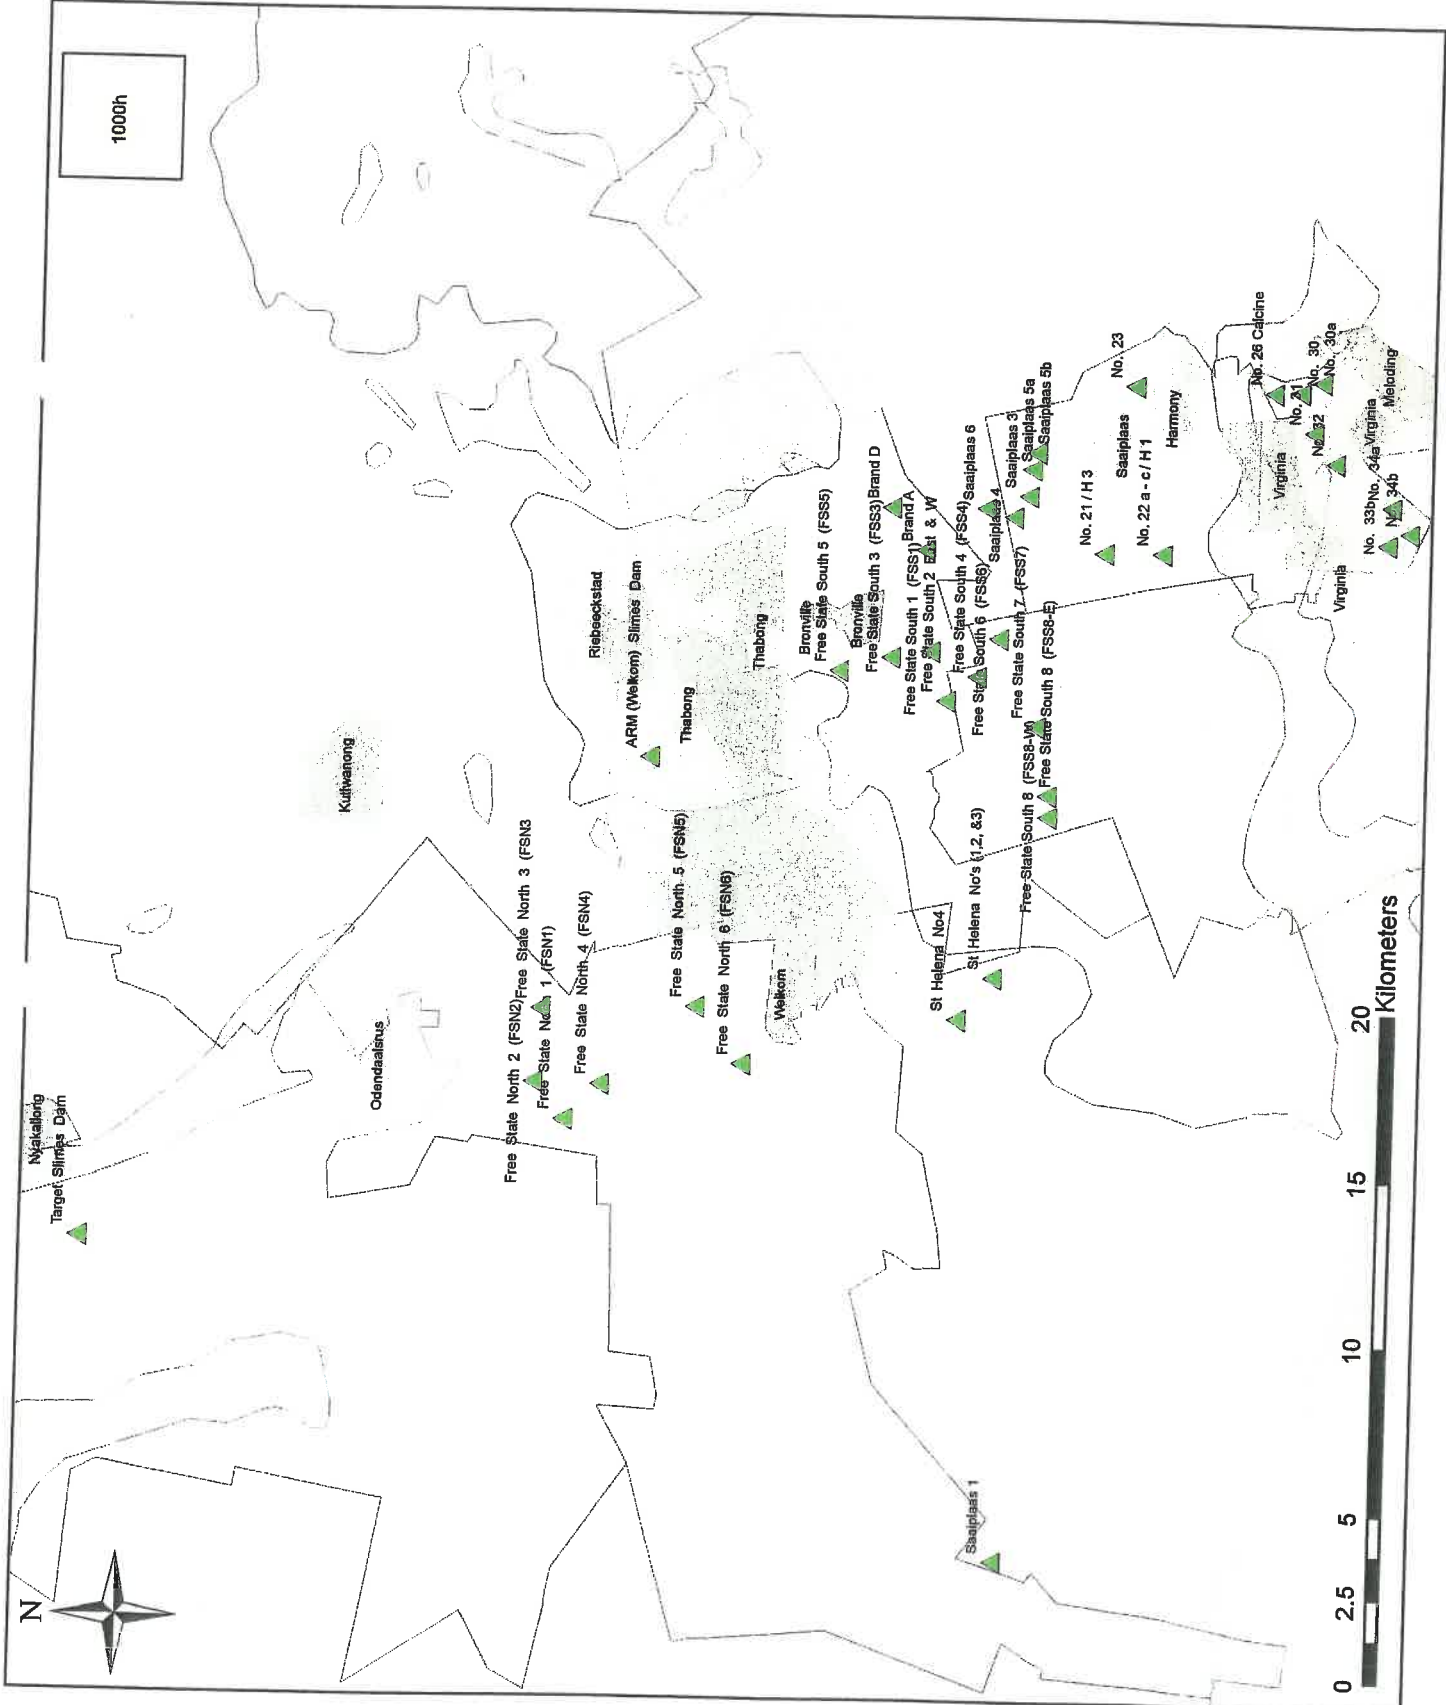 N
1000h
Nyakallong
Target Slimes Dam
Kutlwanong
Odendaalsrus
Free State North 2 (FSN2)
Free State North 3 (FSN3
Free State North 1 (FSN1)
Free State North 4 (FSN4)
Riebeeckstad
ARM (Welkom) Slimes Dam
Thabong
Thabong
Free State North 5 (FSN5)
Free State North 6 (FSN6)
Welkom
Bronville
Free State South 5 (FSS5)
Bronville
Free State South 3 (FSS3)
Brand D
Free State South 1 (FSS1)
Brand A
Free State South 2 East & W
Free State South 4 (FSS4)
Saaiplaas 6
Free State South 6 (FSS6)
Saaiplaas 4
Saaiplaas 3
Free State South 7 (FSS7)
Saaiplaas 5a
Saaiplaas 5b
Free State South 8 (FSS8-W)
Free State South 8 (FSS8-E)
St Helena No4
St Helena No's (1,2, &3)
Saaiplaas 1
No. 21 / H 3
No. 23
Saaiplaas
No. 22 a - c / H 1
Harmony
No. 26 Calcine
Virginia
No. 31
No. 30
No. 30a
No. 32
Virginia
Virginia
No. 33b
No. 34a
34b
Meloding
0 2.5 5 10 15 20
Kilometers